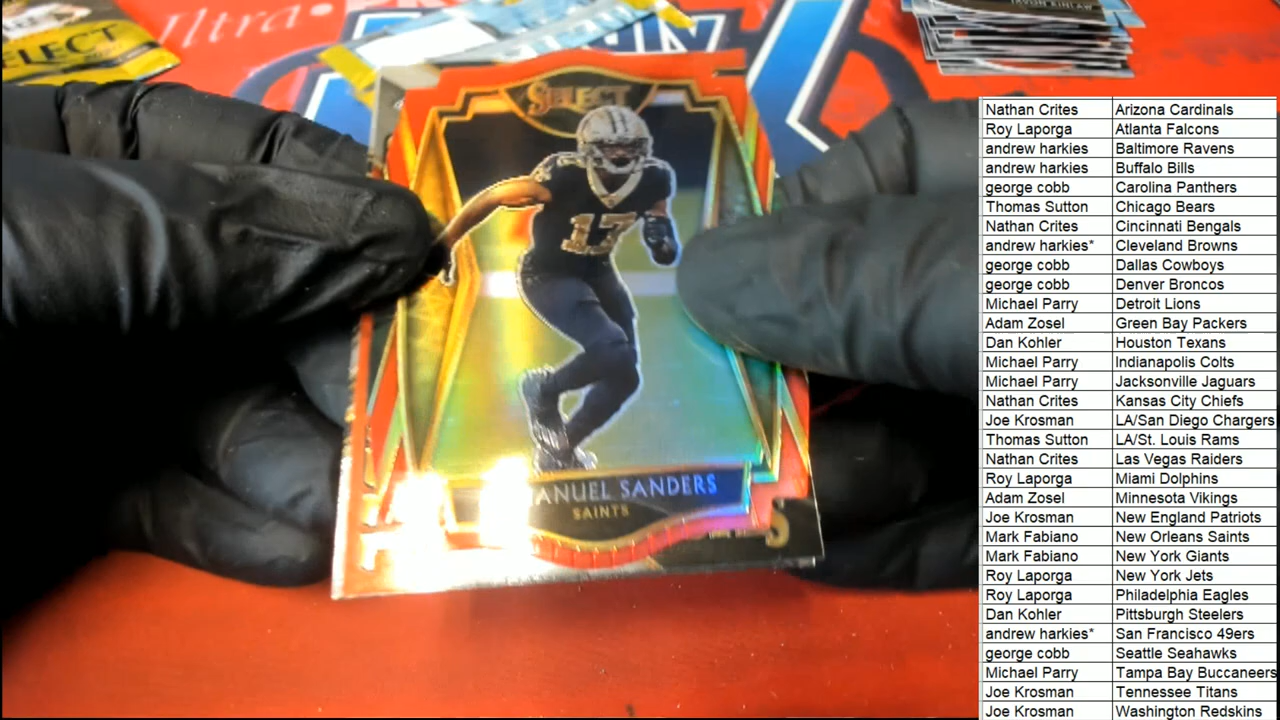 JAVON KINLAW
Ultra
SELECT
SELECT
17
ANUEL SANDERS
SAINTS
Nathan Crites Arizona Cardinals
Roy Laporga Atlanta Falcons
andrew harkies Baltimore Ravens
andrew harkies Buffalo Bills
george cobb Carolina Panthers
Thomas Sutton Chicago Bears
Nathan Crites Cincinnati Bengals
andrew harkies* Cleveland Browns
george cobb Dallas Cowboys
george cobb Denver Broncos
Michael Parry Detroit Lions
Adam Zosel Green Bay Packers
Dan Kohler Houston Texans
Michael Parry Indianapolis Colts
Michael Parry Jacksonville Jaguars
Nathan Crites Kansas City Chiefs
Joe Krosman LA/San Diego Chargers
Thomas Sutton LA/St. Louis Rams
Nathan Crites Las Vegas Raiders
Roy Laporga Miami Dolphins
Adam Zosel Minnesota Vikings
Joe Krosman New England Patriots
Mark Fabiano New Orleans Saints
Mark Fabiano New York Giants
Roy Laporga New York Jets
Roy Laporga Philadelphia Eagles
Dan Kohler Pittsburgh Steelers
andrew harkies* San Francisco 49ers
george cobb Seattle Seahawks
Michael Parry Tampa Bay Buccaneers
Joe Krosman Tennessee Titans
Joe Krosman Washington Redskins